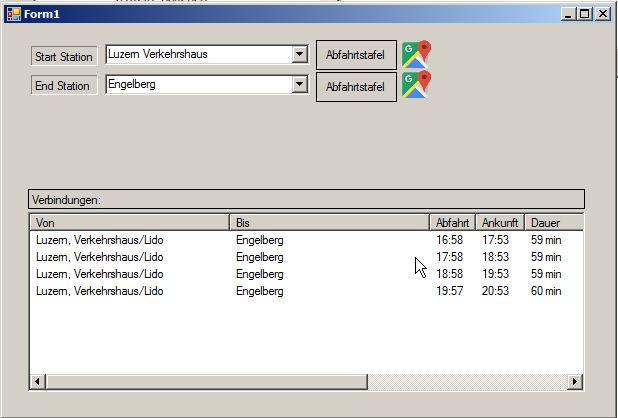 Form1
Start Station Luzern Verkehrshaus Abfahrtstafel
End Station Engelberg Abfahrtstafel
Verbindungen:
Von Bis Abfahrt Ankunft Dauer
Luzern, Verkehrshaus/Lido Engelberg 16:58 17:53 59 min
Luzern, Verkehrshaus/Lido Engelberg 17:58 18:53 59 min
Luzern, Verkehrshaus/Lido Engelberg 18:58 19:53 59 min
Luzern, Verkehrshaus/Lido Engelberg 19:57 20:53 60 min